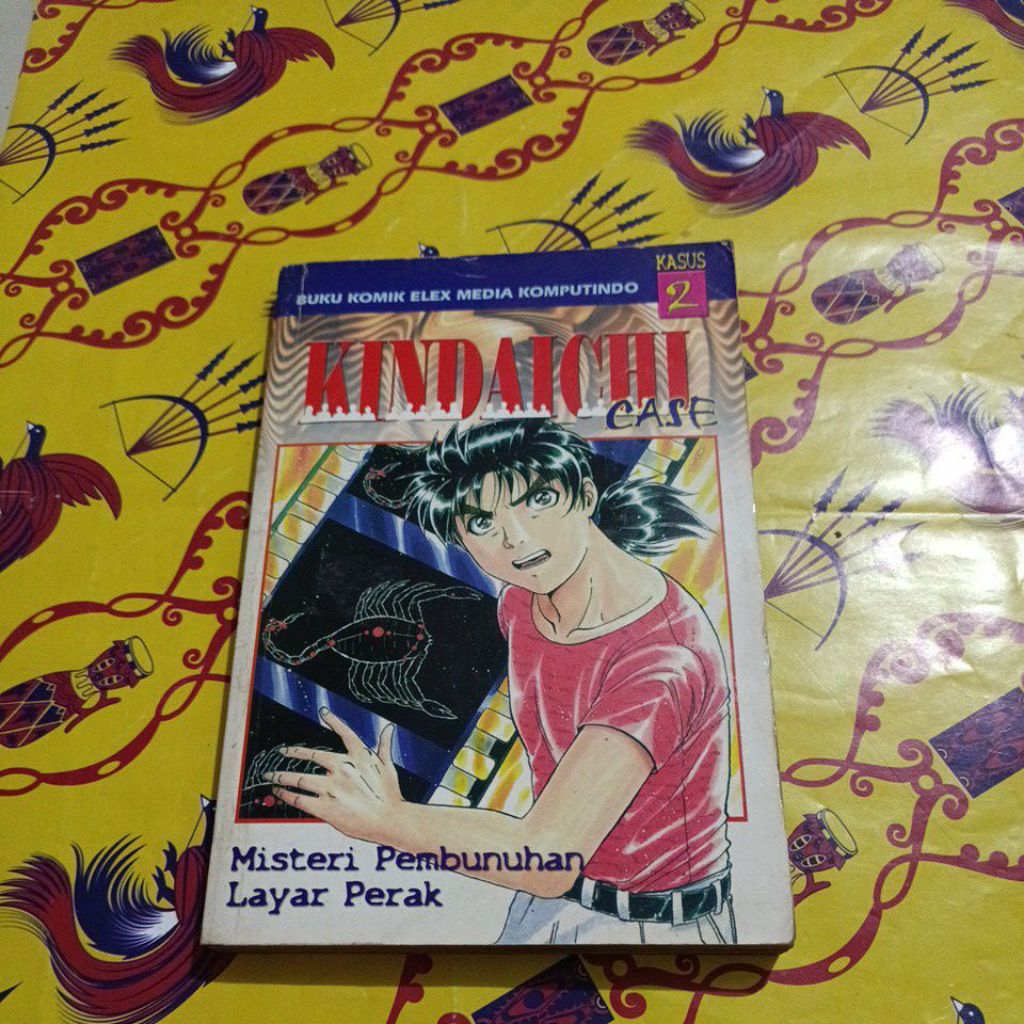 BUKU KOMIK ELEX MEDIA KOMPUTINDO
KASUS
2
KINDAICHI
CASE
Misteri Pembunuhan
Layar Perak